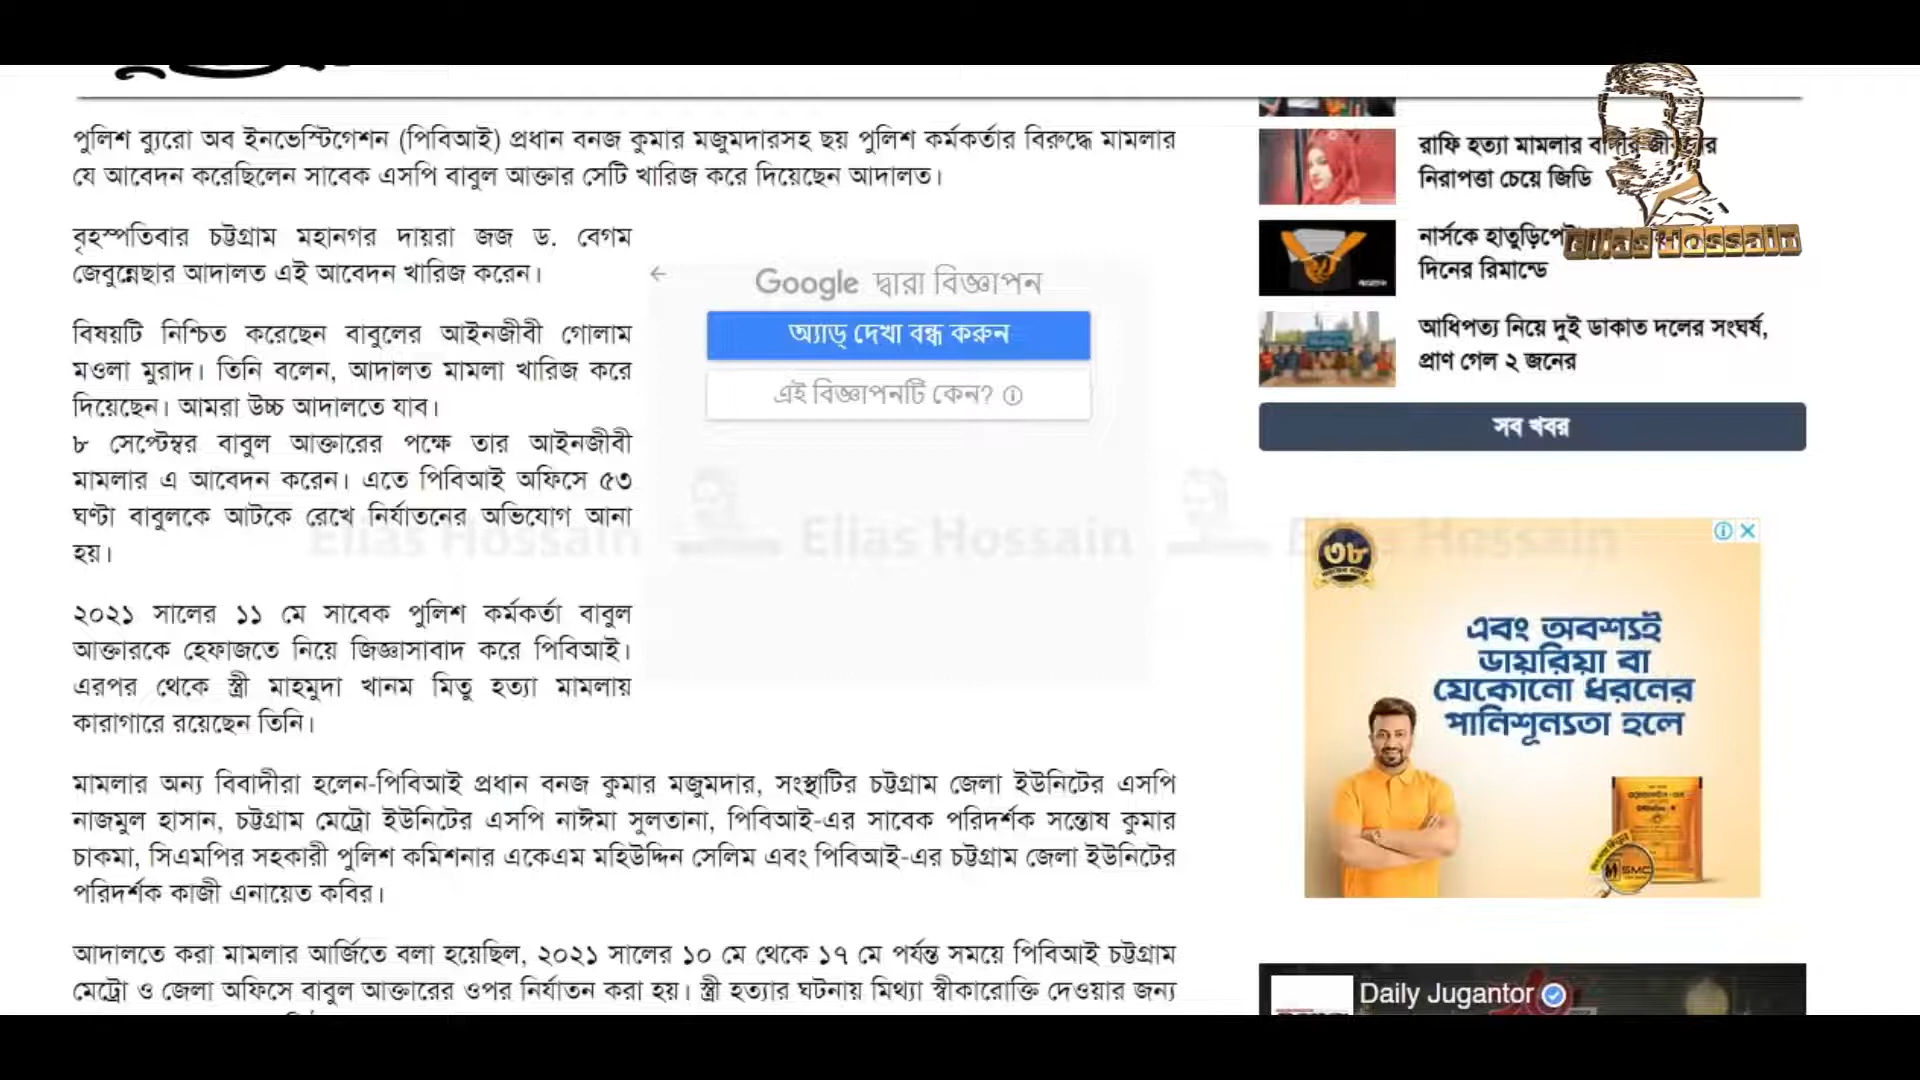 পুলিশ ব্যুরো অব ইনভেস্টিগেশন (পিবিআই) প্রধান বনজ কুমার মজুমদারসহ ছয় পুলিশ কর্মকর্তার বিরুদ্ধে মামলার
যে আবেদন করেছিলেন সাবেক এসপি বাবুল আক্তার সেটি খারিজ করে দিয়েছেন আদালত।
বৃহস্পতিবার চট্টগ্রাম মহানগর দায়রা জজ ড. বেগম
জেবুন্নেছার আদালত এই আবেদন খারিজ করেন।
বিষয়টি নিশ্চিত করেছেন বাবুলের আইনজীবী গোলাম
মওলা মুরাদ। তিনি বলেন, আদালত মামলা খারিজ করে
দিয়েছেন। আমরা উচ্চ আদালতে যাব।
৮ সেপ্টেম্বর বাবুল আক্তারের পক্ষে তার আইনজীবী
মামলার এ আবেদন করেন। এতে পিবিআই অফিসে ৫৩
ঘণ্টা বাবুলকে আটকে রেখে নির্যাতনের অভিযোগ আনা
হয়।
২০২১ সালের ১১ মে সাবেক পুলিশ কর্মকর্তা বাবুল
আক্তারকে হেফাজতে নিয়ে জিজ্ঞাসাবাদ করে পিবিআই।
এরপর থেকে স্ত্রী মাহমুদা খানম মিতু হত্যা মামলায়
কারাগারে রয়েছেন তিনি।
মামলার অন্য বিবাদীরা হলেন-পিবিআই প্রধান বনজ কুমার মজুমদার, সংস্থাটির চট্টগ্রাম জেলা ইউনিটের এসপি
নাজমুল হাসান, চট্টগ্রাম মেট্রো ইউনিটের এসপি নাঈমা সুলতানা, পিবিআই-এর সাবেক পরিদর্শক সন্তোষ কুমার
চাকমা, সিএমপির সহকারী পুলিশ কমিশনার একেএম মহিউদ্দিন সেলিম এবং পিবিআই-এর চট্টগ্রাম জেলা ইউনিটের
পরিদর্শক কাজী এনায়েত কবির।
আদালতে করা মামলার আর্জিতে বলা হয়েছিল, ২০২১ সালের ১০ মে থেকে ১৭ মে পর্যন্ত সময়ে পিবিআই চট্টগ্রাম
মেট্রো ও জেলা অফিসে বাবুল আক্তারের ওপর নির্যাতন করা হয়। স্ত্রী হত্যার ঘটনায় মিথ্যা স্বীকারোক্তি দেওয়ার জন্য
Google দ্বারা বিজ্ঞাপন
অ্যাড্ দেখা বন্ধ করুন
এই বিজ্ঞাপনটি কেন?
Elias Hossain Elias Hossain Elias Hossain
রাফি হত্যা মামলার
নিরাপত্তা চেয়ে জিডি
নার্সকে
দিনের রিমান্ডে
Elias Hossain
আধিপত্য নিয়ে দুই ডাকাত দলের সংঘর্ষ,
প্রাণ গেল ২ জনের
সব খবর
৩৮
এবং অবশ্যই
ডায়রিয়া বা
যেকোনো ধরনের
পানিশূন্যতা হলে
SMC
Daily Jugantor